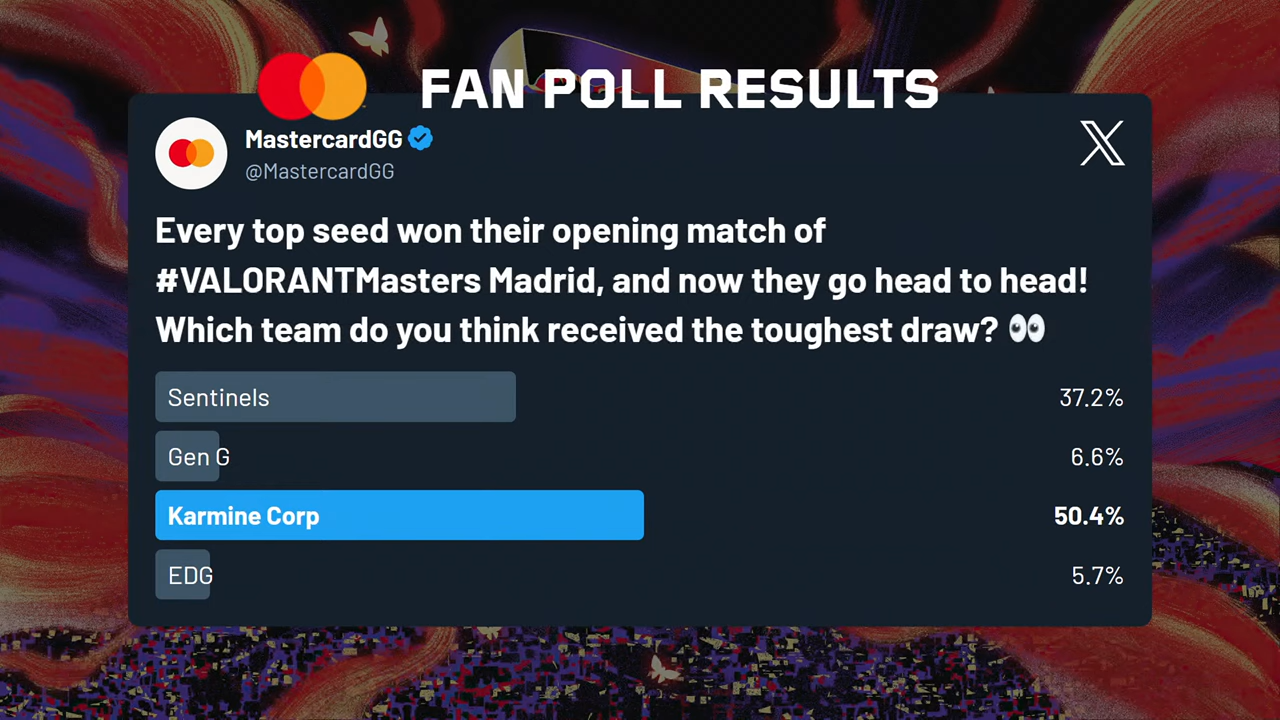 FAN POLL RESULTS
MastercardGG
@MastercardGG
Every top seed won their opening match of
#VALORANTMasters Madrid, and now they go head to head!
Which team do you think received the toughest draw? 👀
Sentinels 37.2%
Gen G 6.6%
Karmine Corp 50.4%
EDG 5.7%